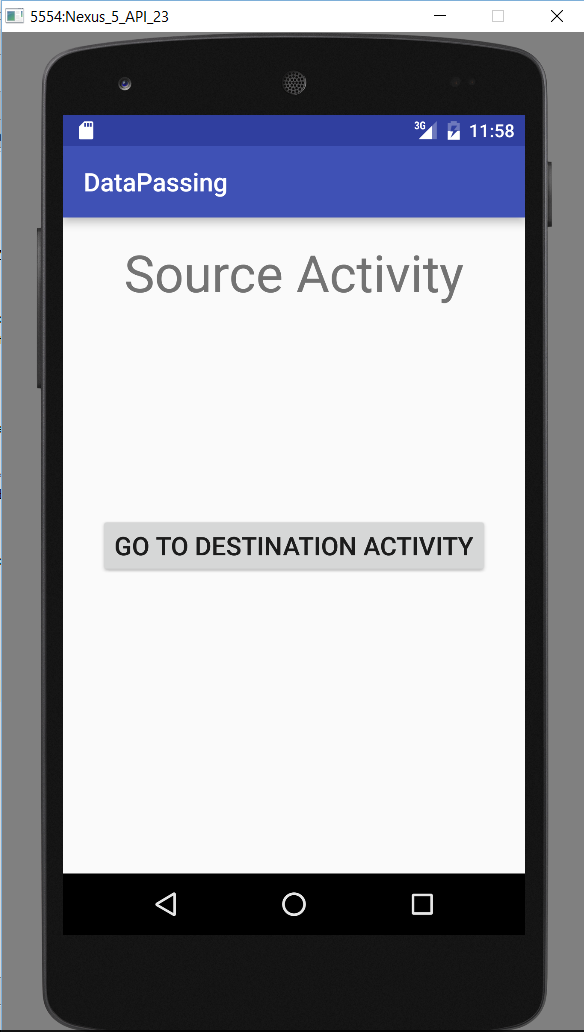 5554:Nexus_5_API_23
3G 11:58
DataPassing
Source Activity
GO TO DESTINATION ACTIVITY